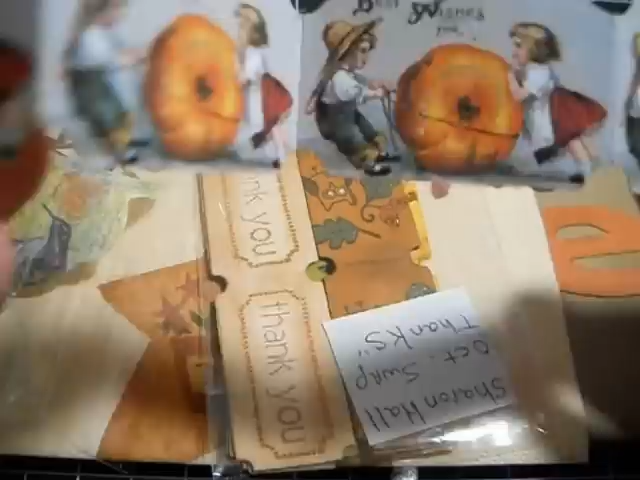 Best Wishes
thank you
[thank you]
Sharon Hall
Oct. Swap
Thanks!!